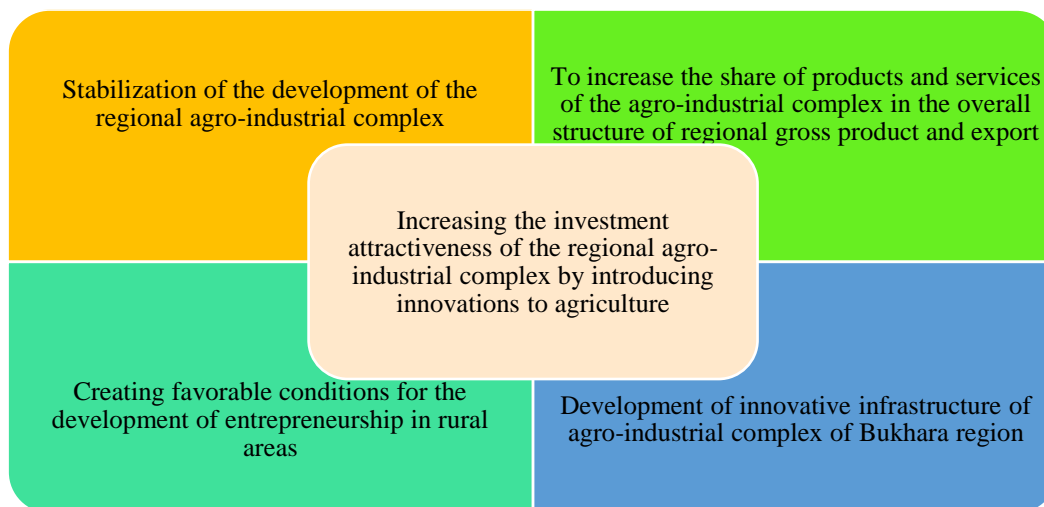 Stabilization of the development of the
regional agro-industrial complex
To increase the share of products and services
of the agro-industrial complex in the overall
structure of regional gross product and export
Increasing the investment
attractiveness of the regional agro-
industrial complex by introducing
innovations to agriculture
Creating favorable conditions for the
development of entrepreneurship in rural
areas
Development of innovative infrastructure of
agro-industrial complex of Bukhara region